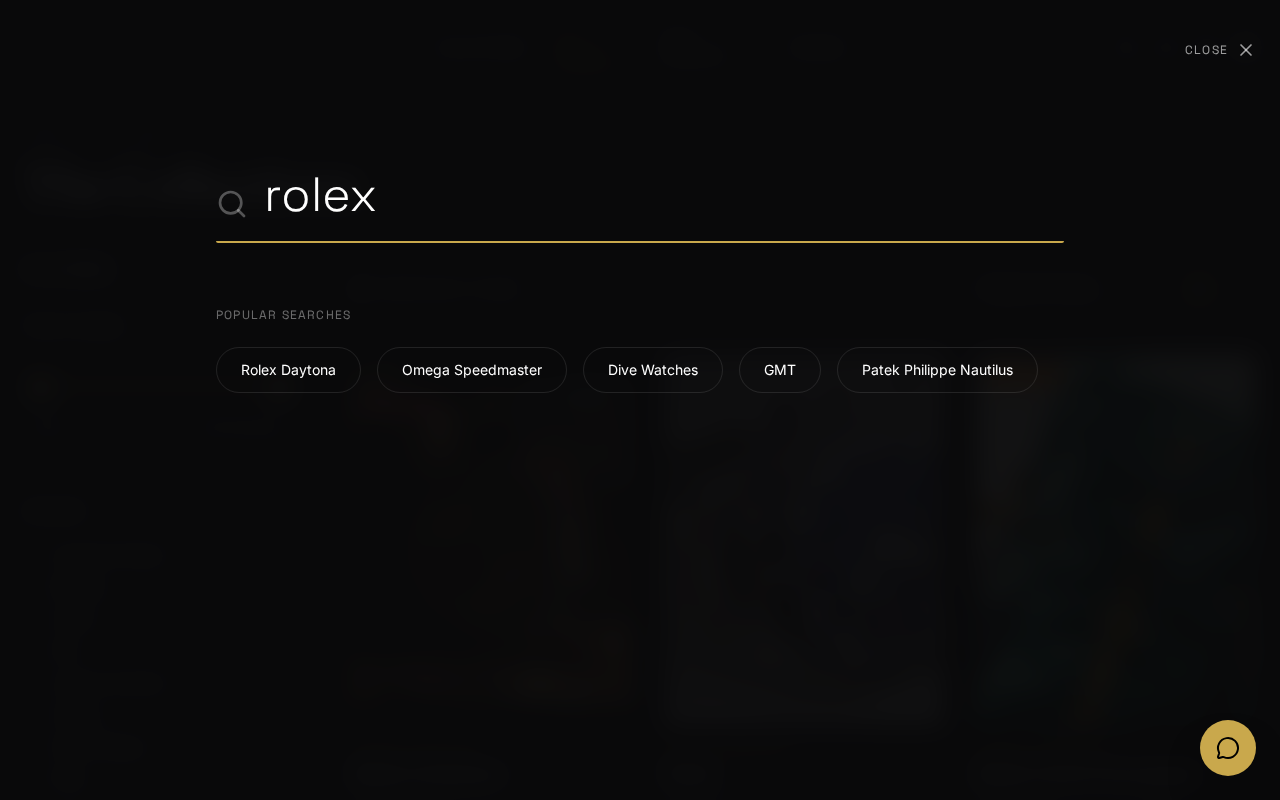 CLOSE
rolex
POPULAR SEARCHES
Rolex Daytona
Omega Speedmaster
Dive Watches
GMT
Patek Philippe Nautilus